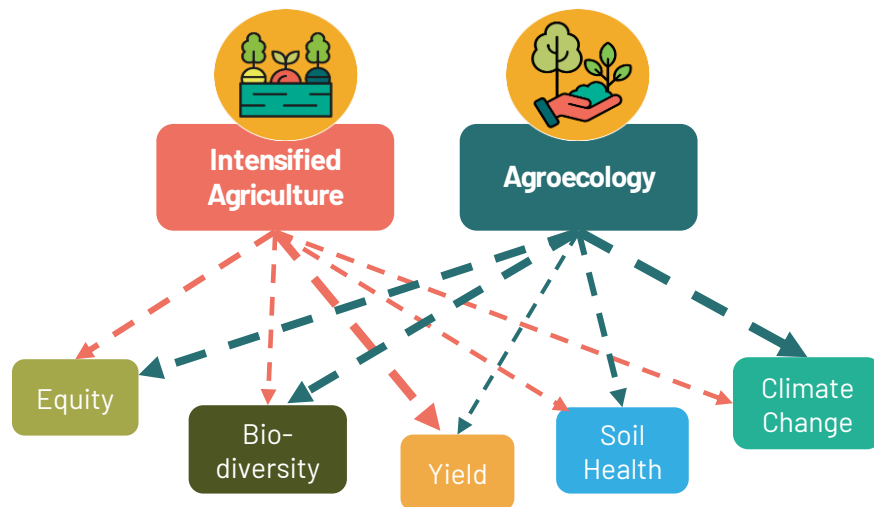 Intensified
Agriculture
Agroecology
Equity
Bio-
diversity
Yield
Soil
Health
Climate
Change